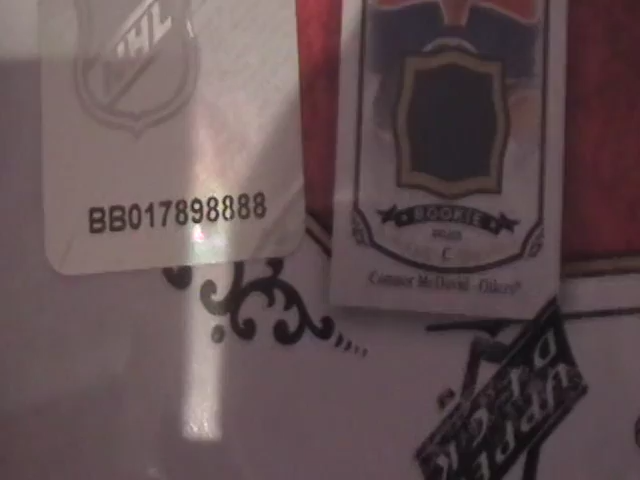 NHL
BB017898888
ROOKIE
C
Connor McDavid - Oilers
UPPER
DECK